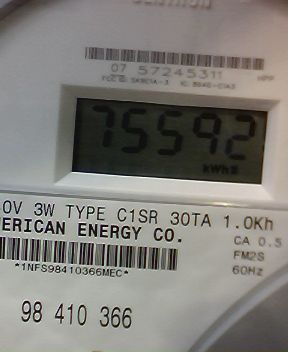 CENTRON
07 57245311
75592
kWh
0V 3W TYPE C1SR 30TA 1.0Kh
ERICAN ENERGY CO.
CA 0.5
*1NFS98410366MEC*
FM2S
60Hz
98 410 366